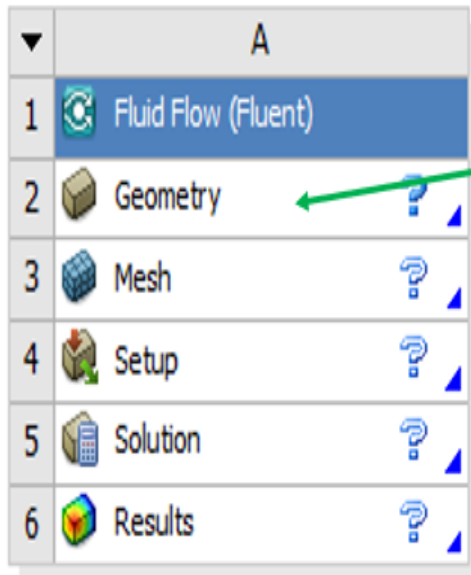 A
1 Fluid Flow (Fluent)
2 Geometry ?
3 Mesh ?
4 Setup ?
5 Solution ?
6 Results ?